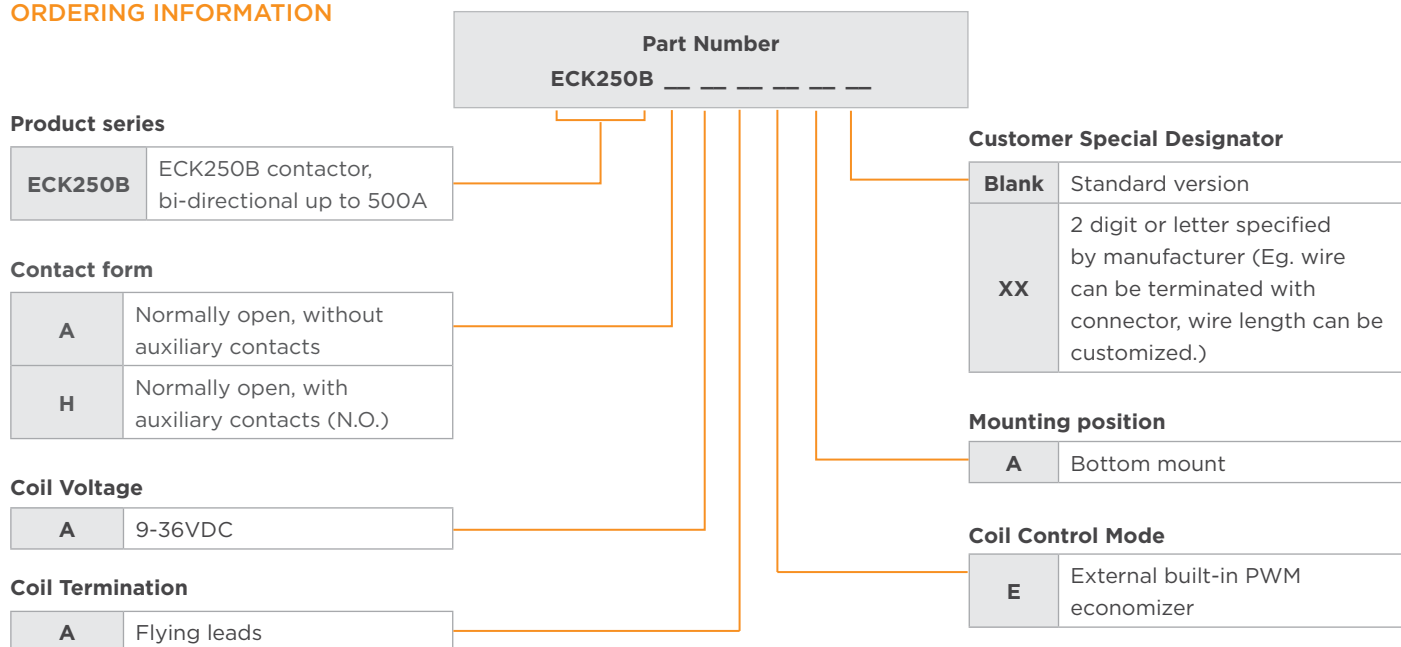 ORDERING INFORMATION
Part Number
ECK250B __ __ __ __ __ __
Product series
ECK250B
ECK250B contactor,
bi-directional up to 500A
Contact form
A
Normally open, without
auxiliary contacts
H
Normally open, with
auxiliary contacts (N.O.)
Coil Voltage
A
9-36VDC
Coil Termination
A
Flying leads
Customer Special Designator
Blank
Standard version
XX
2 digit or letter specified
by manufacturer (Eg. wire
can be terminated with
connector, wire length can be
customized.)
Mounting position
A
Bottom mount
Coil Control Mode
E
External built-in PWM
economizer